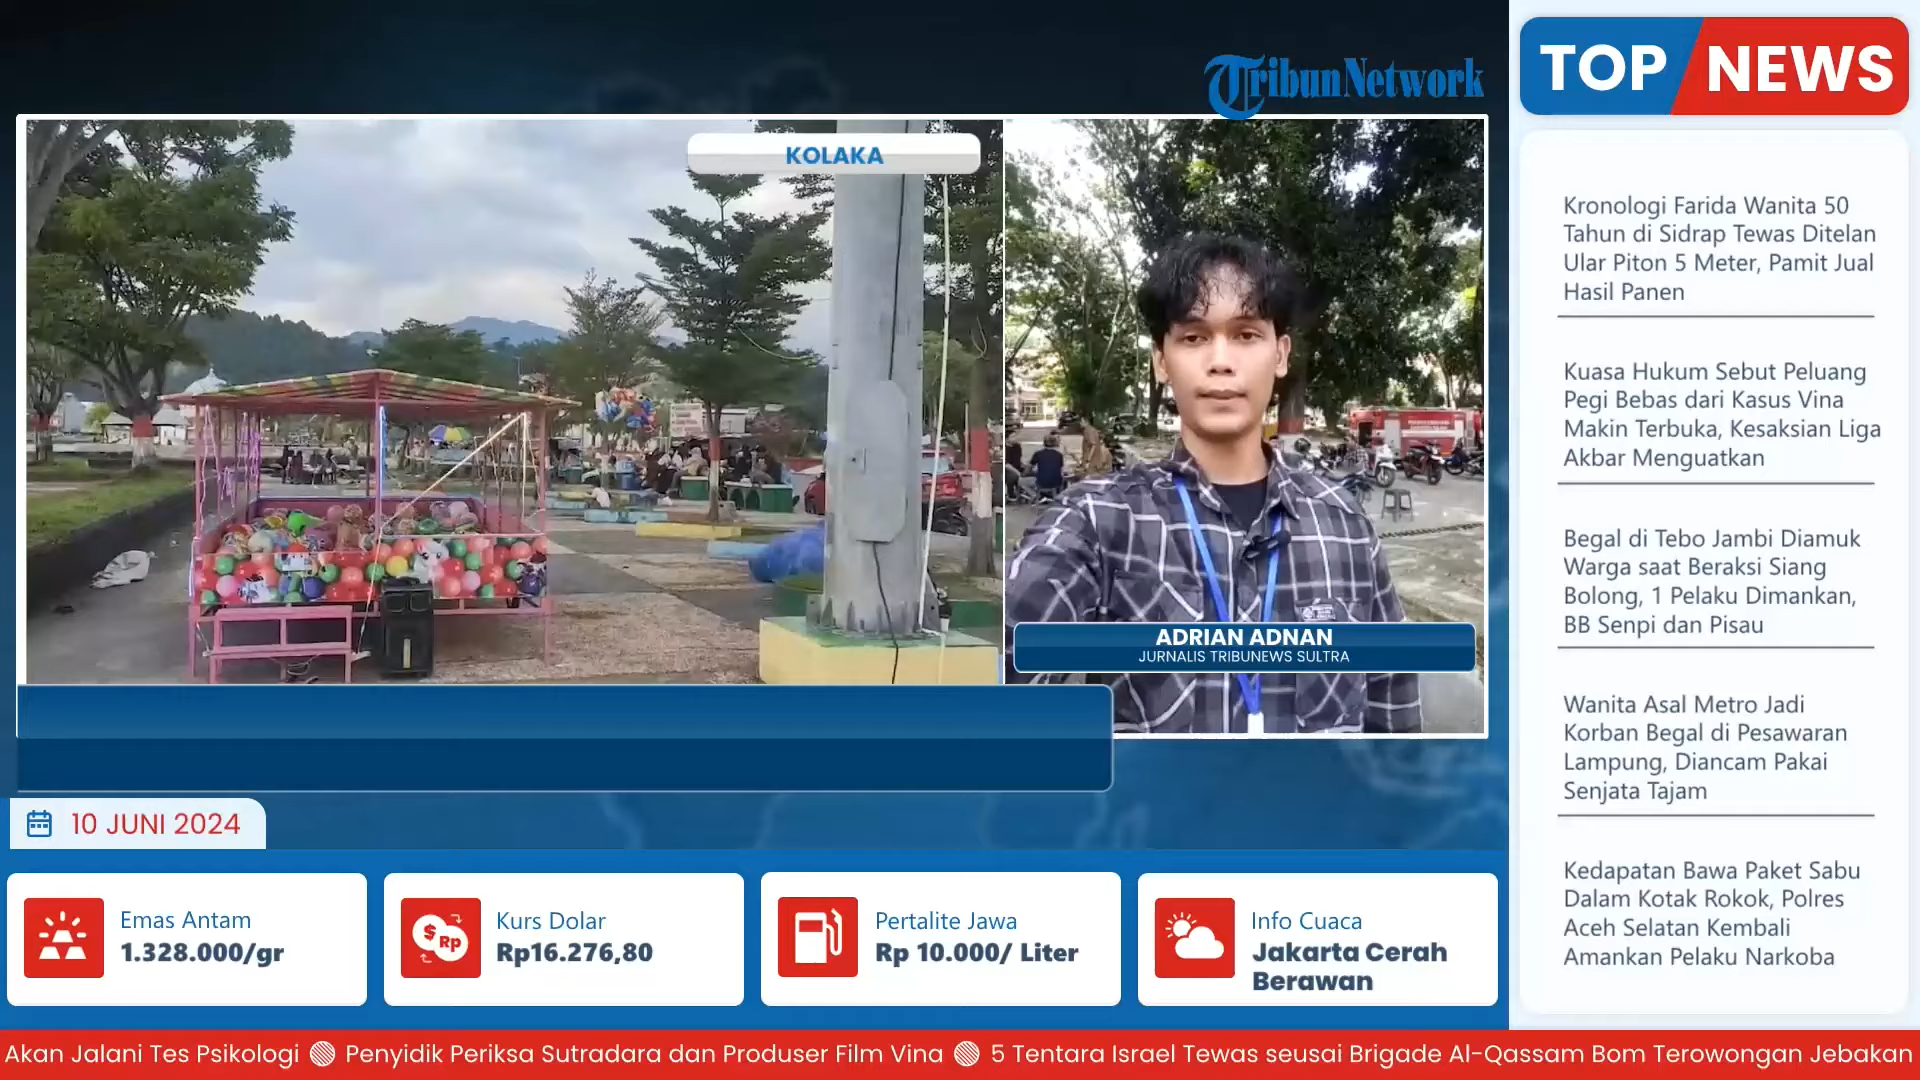 TribunNetwork
KOLAKA
ADRIAN ADNAN
JURNALIS TRIBUNEWS SULTRA
10 JUNI 2024
Emas Antam
1.328.000/gr
Kurs Dolar
Rp16.276,80
$
Rp
Pertalite Jawa
Rp 10.000/ Liter
Info Cuaca
Jakarta Cerah
Berawan
TOP NEWS
Kronologi Farida Wanita 50
Tahun di Sidrap Tewas Ditelan
Ular Piton 5 Meter, Pamit Jual
Hasil Panen
Kuasa Hukum Sebut Peluang
Pegi Bebas dari Kasus Vina
Makin Terbuka, Kesaksian Liga
Akbar Menguatkan
Begal di Tebo Jambi Diamuk
Warga saat Beraksi Siang
Bolong, 1 Pelaku Dimankan,
BB Senpi dan Pisau
Wanita Asal Metro Jadi
Korban Begal di Pesawaran
Lampung, Diancam Pakai
Senjata Tajam
Kedapatan Bawa Paket Sabu
Dalam Kotak Rokok, Polres
Aceh Selatan Kembali
Amankan Pelaku Narkoba
Akan Jalani Tes Psikologi Penyidik Periksa Sutradara dan Produser Film Vina 5 Tentara Israel Tewas seusai Brigade Al-Qassam Bom Terowongan Jebakan